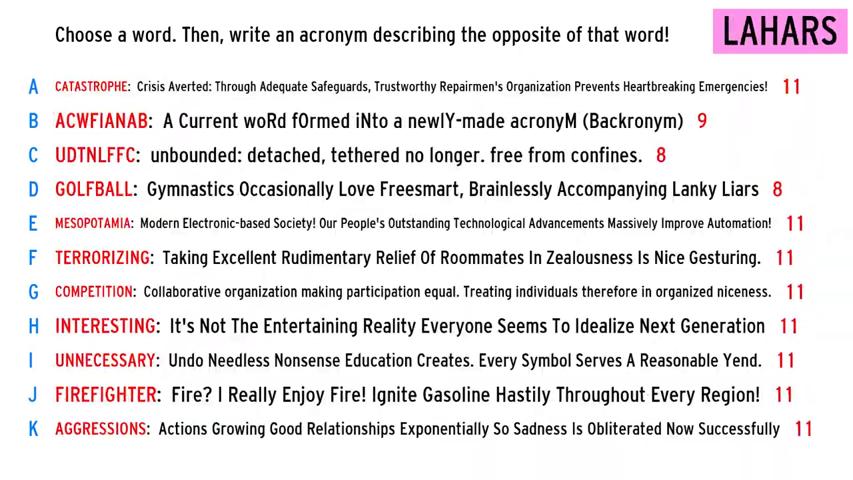 Choose a word. Then, write an acronym describing the opposite of that word!
LAHARS
A CATASTROPHE: Crisis Averted: Through Adequate Safeguards, Trustworthy Repairmen's Organization Prevents Heartbreaking Emergencies! 11
B ACWFIANAB: A Current woRd fOrmed iNto a newlY-made acronyM (Backronym) 9
C UDTNLFFC: unbounded: detached, tethered no longer. free from confines. 8
D GOLFBALL: Gymnastics Occasionally Love Freesmart, Brainlessly Accompanying Lanky Liars 8
E MESOPOTAMIA: Modern Electronic-based Society! Our People's Outstanding Technological Advancements Massively Improve Automation! 11
F TERRORIZING: Taking Excellent Rudimentary Relief Of Roommates In Zealousness Is Nice Gesturing. 11
G COMPETITION: Collaborative organization making participation equal. Treating individuals therefore in organized niceness. 11
H INTERESTING: It's Not The Entertaining Reality Everyone Seems To Idealize Next Generation 11
I UNNECESSARY: Undo Needless Nonsense Education Creates. Every Symbol Serves A Reasonable Yend. 11
J FIREFIGHTER: Fire? I Really Enjoy Fire! Ignite Gasoline Hastily Throughout Every Region! 11
K AGGRESSIONS: Actions Growing Good Relationships Exponentially So Sadness Is Obliterated Now Successfully 11